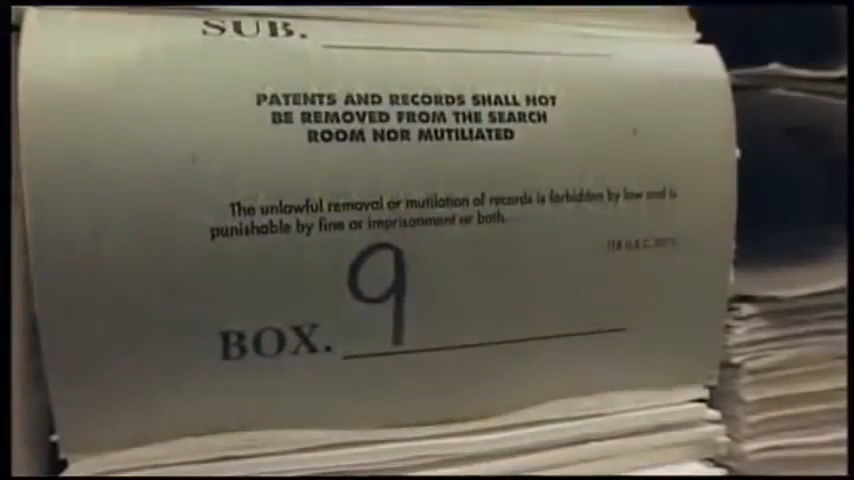 SUB.
PATENTS AND RECORDS SHALL NOT
BE REMOVED FROM THE SEARCH
ROOM NOR MUTILIATED
The unlawful removal or mutilation of records is forbidden by law and is
punishable by fine or imprisonment or both.
BOX. 9